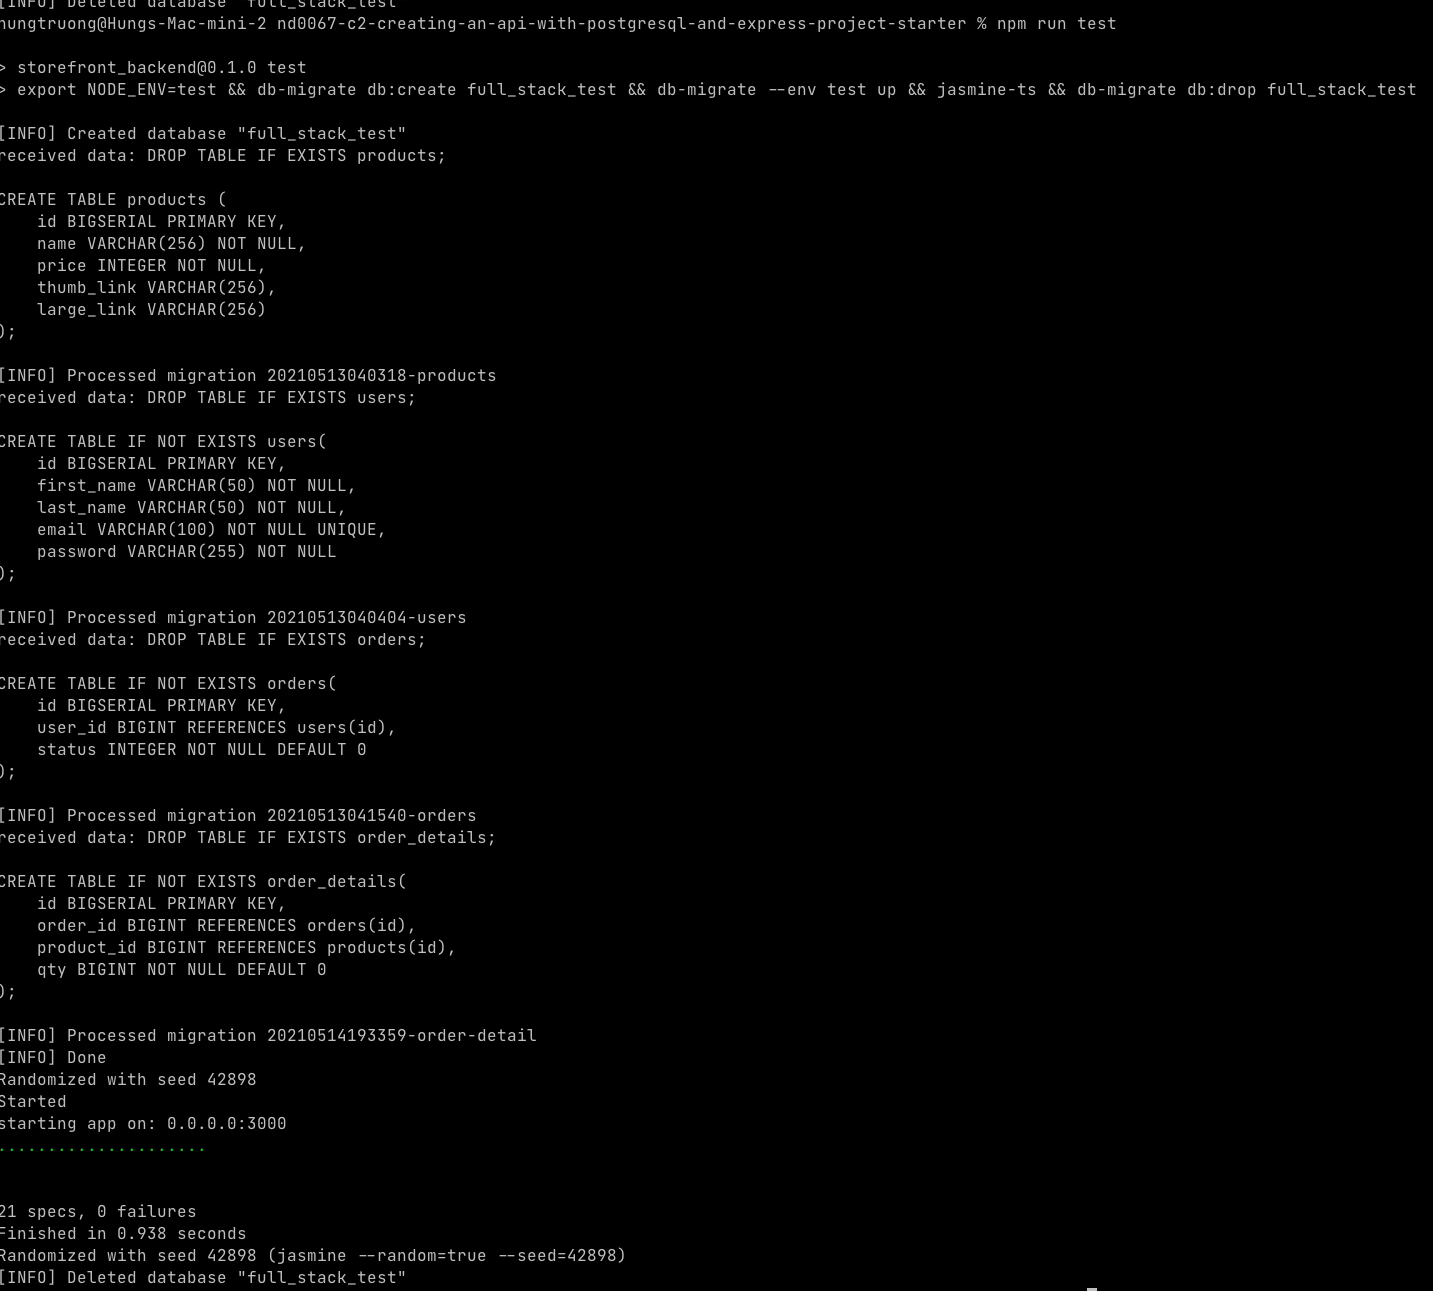 [INFO] Deleted database "full_stack_test"
hungtruong@Hungs-Mac-mini-2 nd0067-c2-creating-an-api-with-postgresql-and-express-project-starter % npm run test
> storefront_backend@0.1.0 test
> export NODE_ENV=test && db-migrate db:create full_stack_test && db-migrate --env test up && jasmine-ts && db-migrate db:drop full_stack_test
[INFO] Created database "full_stack_test"
received data: DROP TABLE IF EXISTS products;
CREATE TABLE products (
    id BIGSERIAL PRIMARY KEY,
    name VARCHAR(256) NOT NULL,
    price INTEGER NOT NULL,
    thumb_link VARCHAR(256),
    large_link VARCHAR(256)
);
[INFO] Processed migration 20210513040318-products
received data: DROP TABLE IF EXISTS users;
CREATE TABLE IF NOT EXISTS users(
    id BIGSERIAL PRIMARY KEY,
    first_name VARCHAR(50) NOT NULL,
    last_name VARCHAR(50) NOT NULL,
    email VARCHAR(100) NOT NULL UNIQUE,
    password VARCHAR(255) NOT NULL
);
[INFO] Processed migration 20210513040404-users
received data: DROP TABLE IF EXISTS orders;
CREATE TABLE IF NOT EXISTS orders(
    id BIGSERIAL PRIMARY KEY,
    user_id BIGINT REFERENCES users(id),
    status INTEGER NOT NULL DEFAULT 0
);
[INFO] Processed migration 20210513041540-orders
received data: DROP TABLE IF EXISTS order_details;
CREATE TABLE IF NOT EXISTS order_details(
    id BIGSERIAL PRIMARY KEY,
    order_id BIGINT REFERENCES orders(id),
    product_id BIGINT REFERENCES products(id),
    qty BIGINT NOT NULL DEFAULT 0
);
[INFO] Processed migration 20210514193359-order-detail
[INFO] Done
Randomized with seed 42898
Started
starting app on: 0.0.0.0:3000
.....................
21 specs, 0 failures
Finished in 0.938 seconds
Randomized with seed 42898 (jasmine --random=true --seed=42898)
[INFO] Deleted database "full_stack_test"